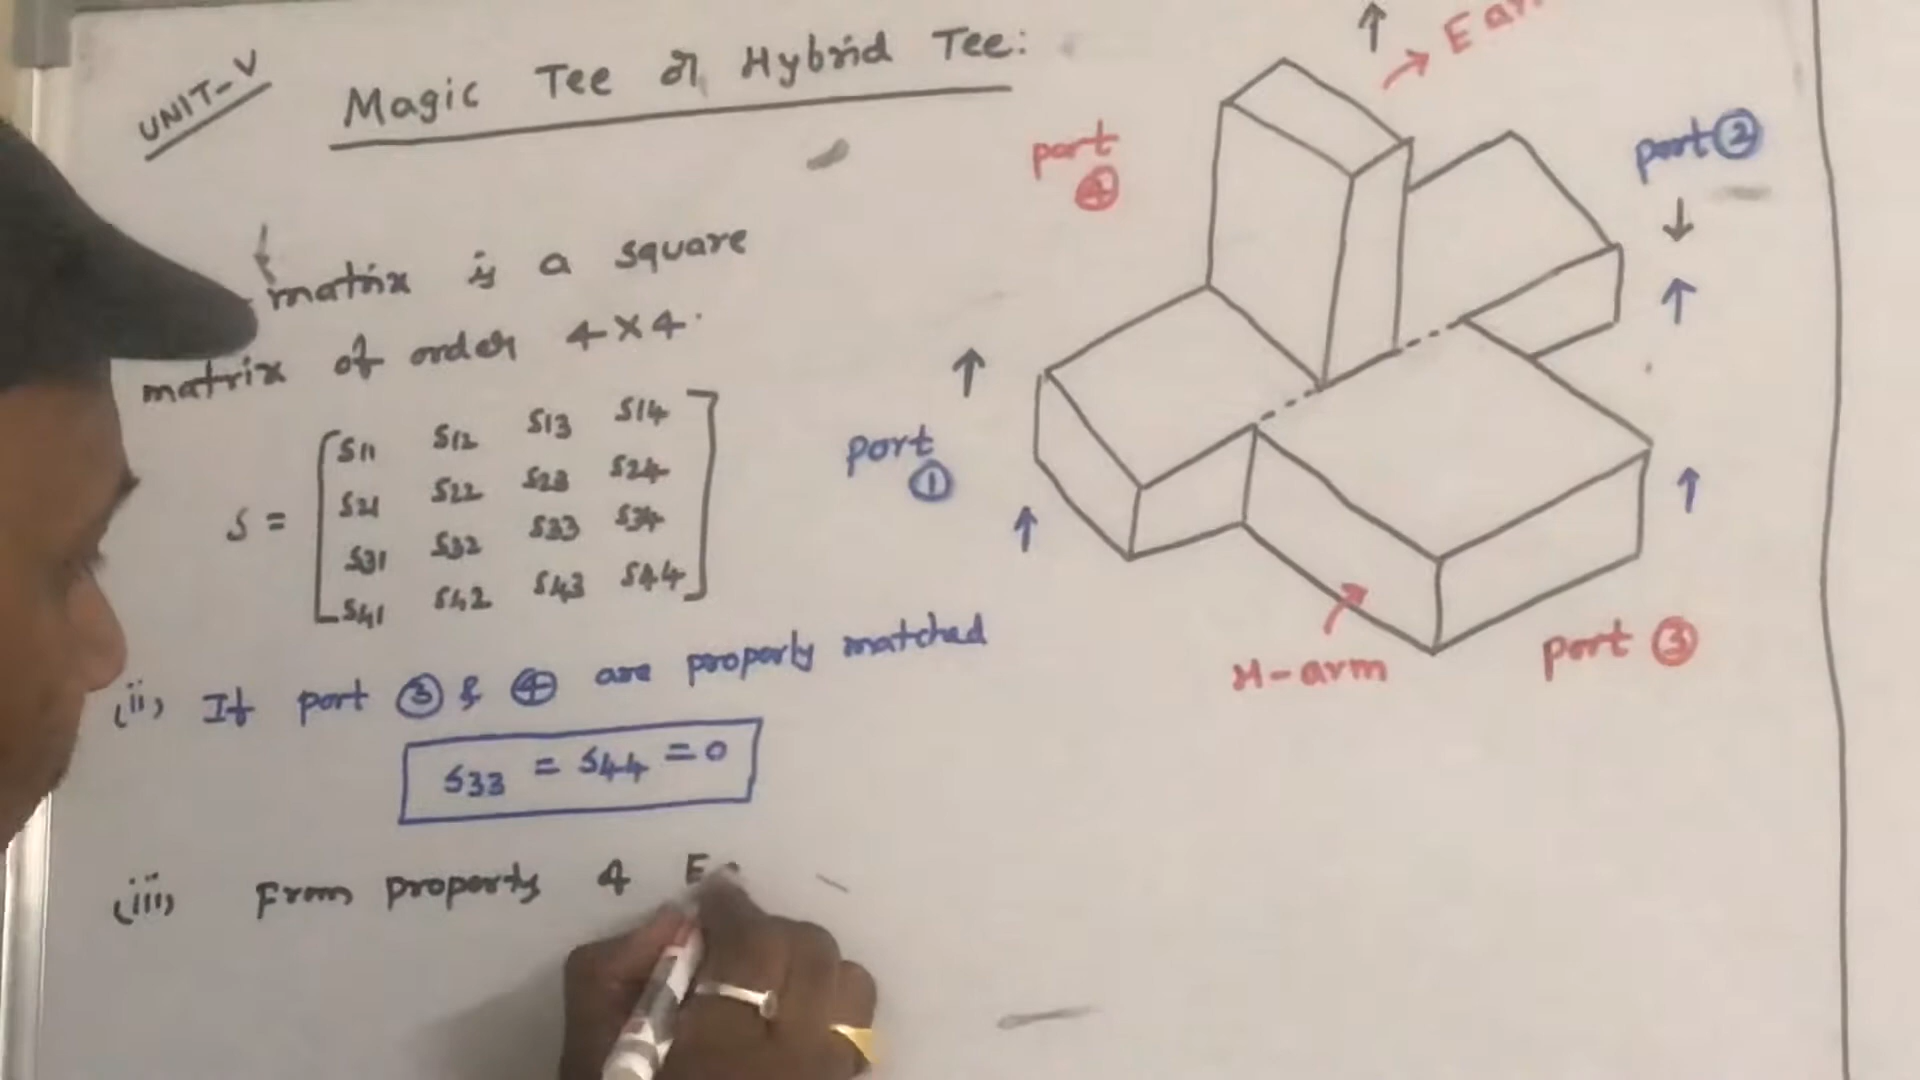 UNIT-V
Magic Tee or Hybrid Tee:
matrix is a square
matrix of order 4×4.
S =
S11 S12 S13 S14
S21 S22 S23 S24
S31 S32 S33 S34
S41 S42 S43 S44
(ii) If port ③ & ④ are properly matched
S33 = S44 = 0
(iii) From property of E
E
port
④
port ②
port
①
H-arm
port ③